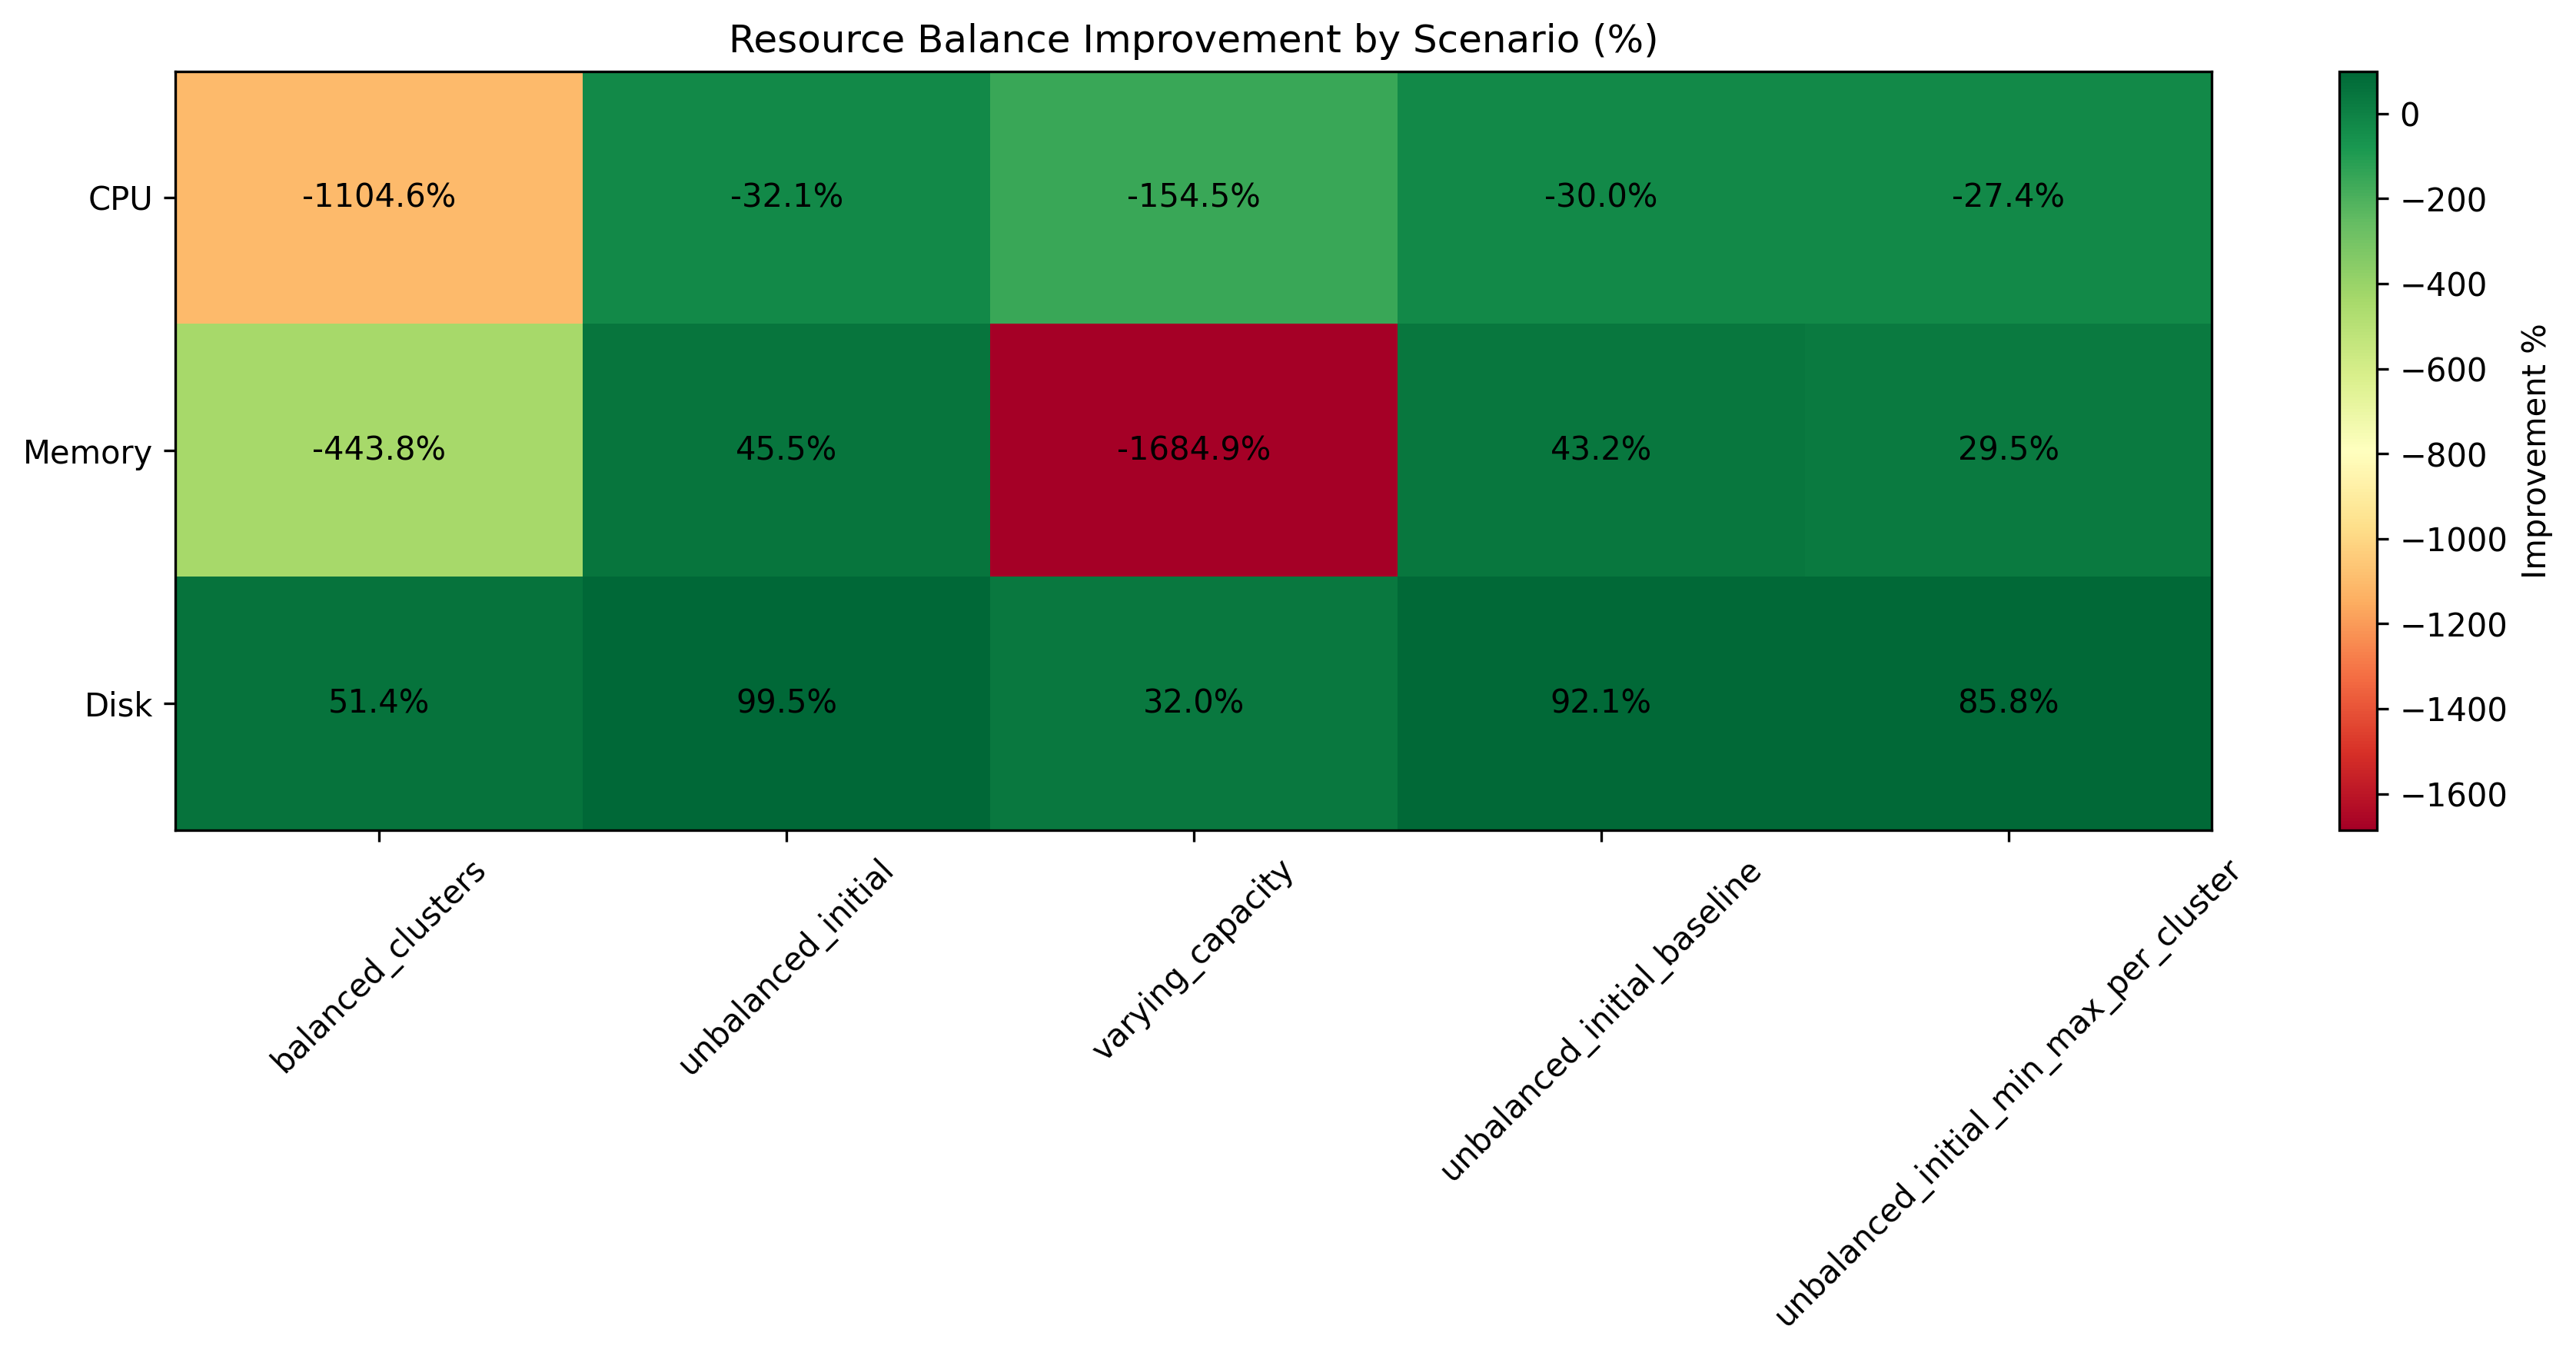 Resource Balance Improvement by Scenario (%)
CPU
-1104.6%
-32.1%
-154.5%
-30.0%
-27.4%
Memory
-443.8%
45.5%
-1684.9%
43.2%
29.5%
Disk
51.4%
99.5%
32.0%
92.1%
85.8%
balanced_clusters
unbalanced_initial
varying_capacity
unbalanced_initial_baseline
unbalanced_initial_min_max_per_cluster
0
−200
−400
−600
−800
−1000
−1200
−1400
−1600
Improvement %